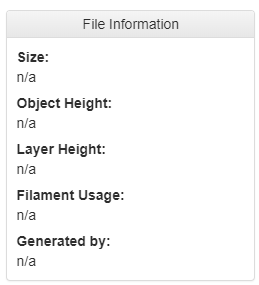 File Information
Size:
n/a
Object Height:
n/a
Layer Height:
n/a
Filament Usage:
n/a
Generated by:
n/a